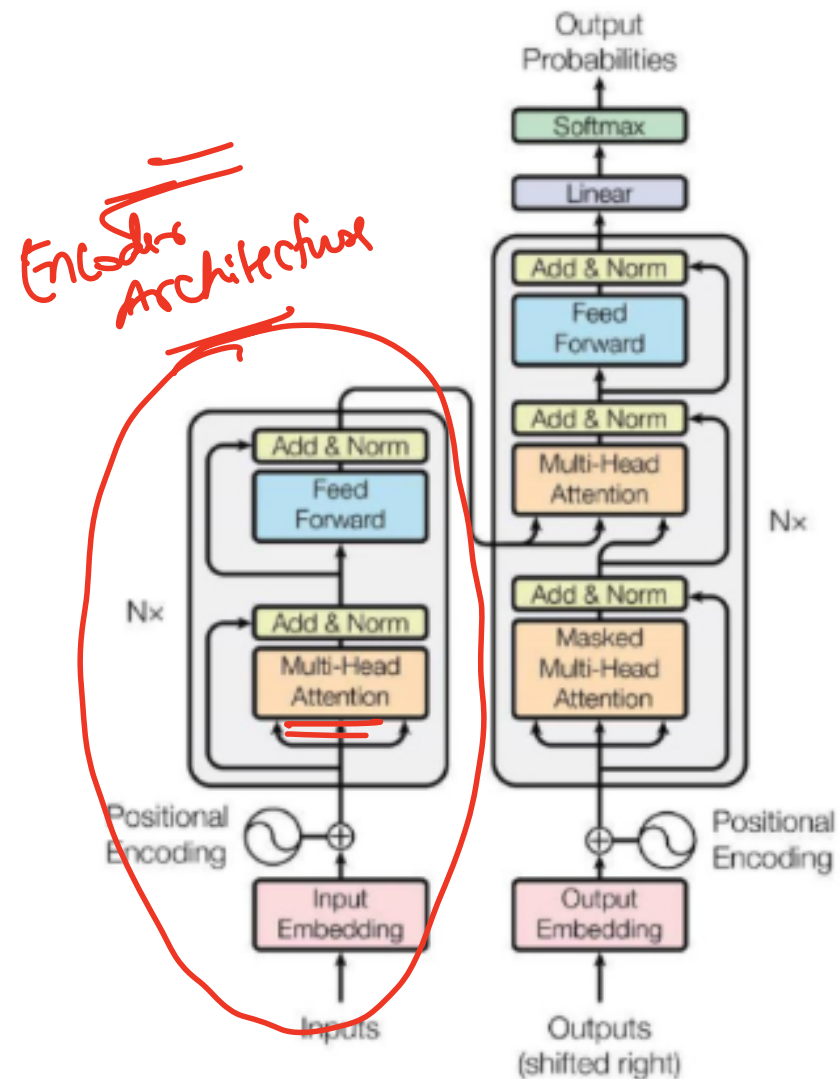 Output
Probabilities
Softmax
Linear
Add & Norm
Feed
Forward
Add & Norm
Multi-Head
Attention
Nx
Add & Norm
Masked
Multi-Head
Attention
Positional
Encoding
Output
Embedding
Outputs
(shifted right)
Encoder
Architecture
Add & Norm
Feed
Forward
Nx
Add & Norm
Multi-Head
Attention
Positional
Encoding
Input
Embedding
Inputs